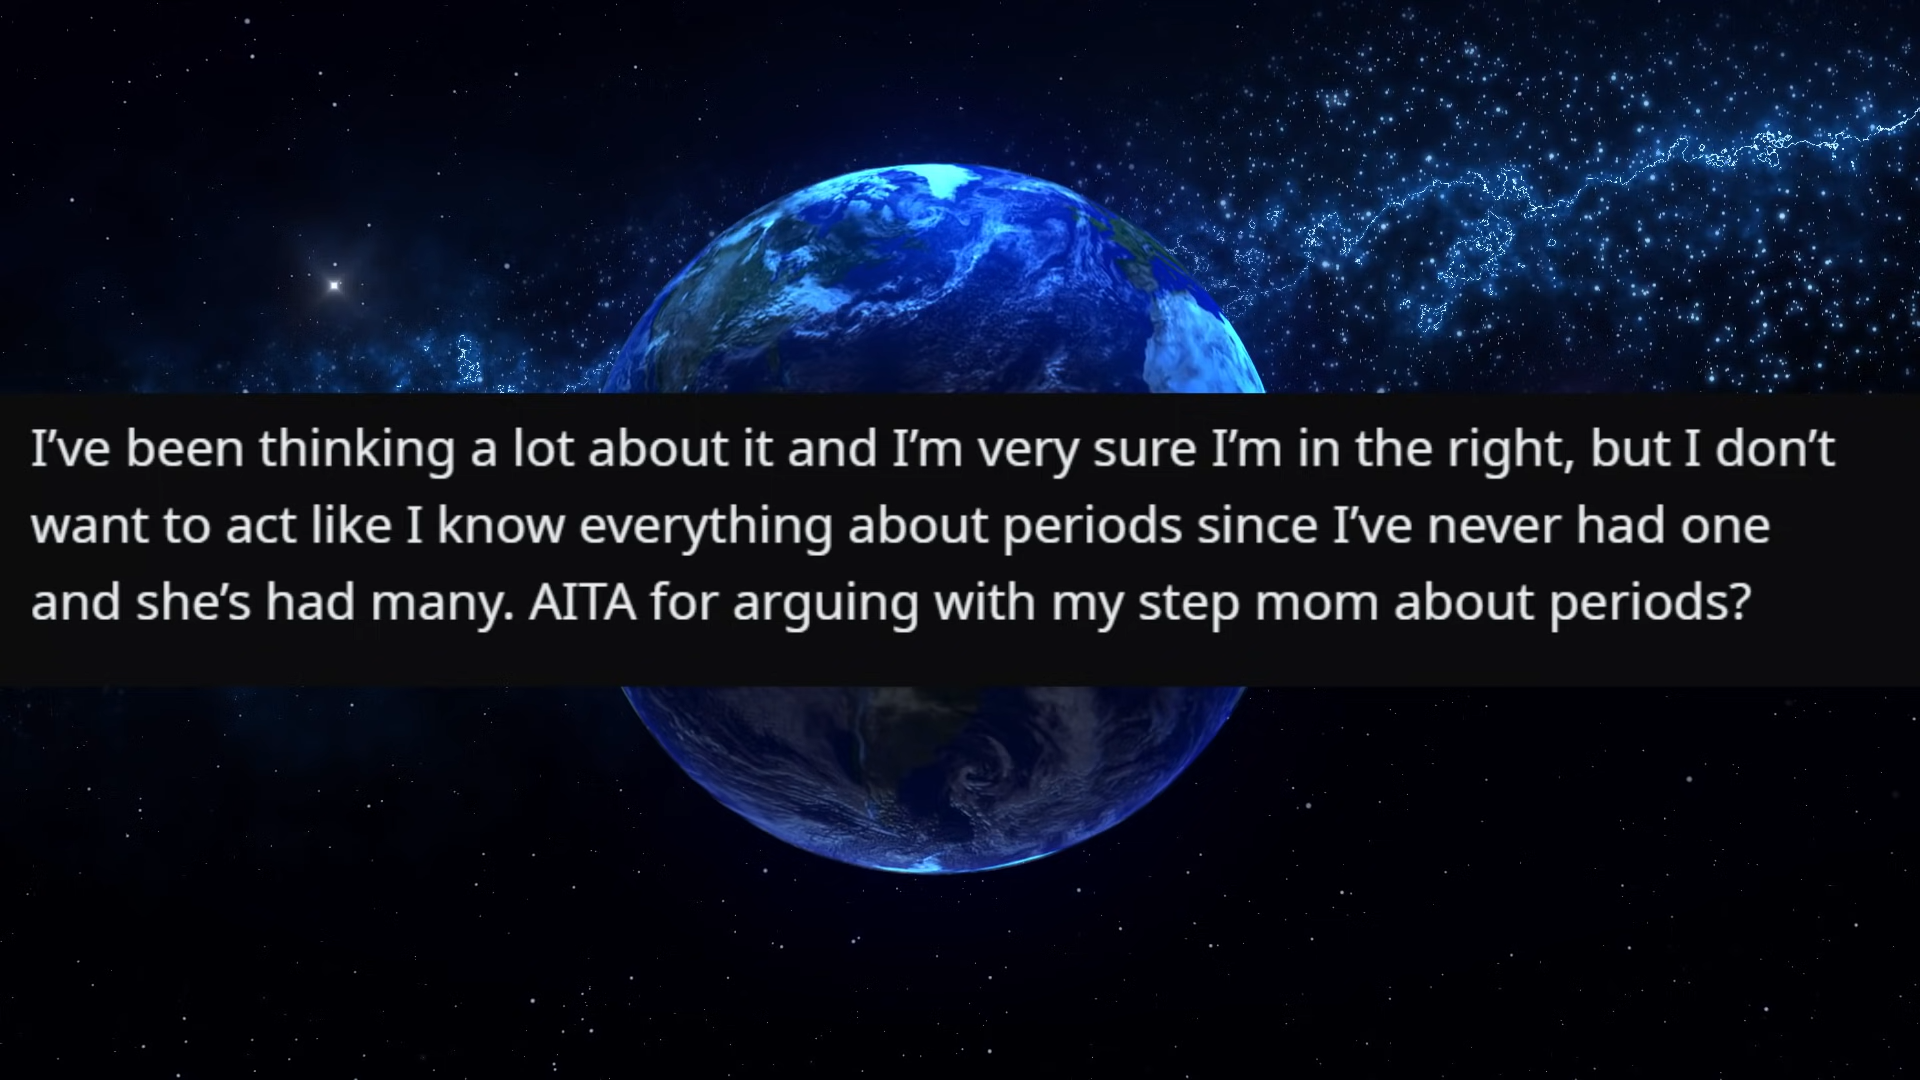 I’ve been thinking a lot about it and I’m very sure I’m in the right, but I don’t
want to act like I know everything about periods since I’ve never had one
and she’s had many. AITA for arguing with my step mom about periods?